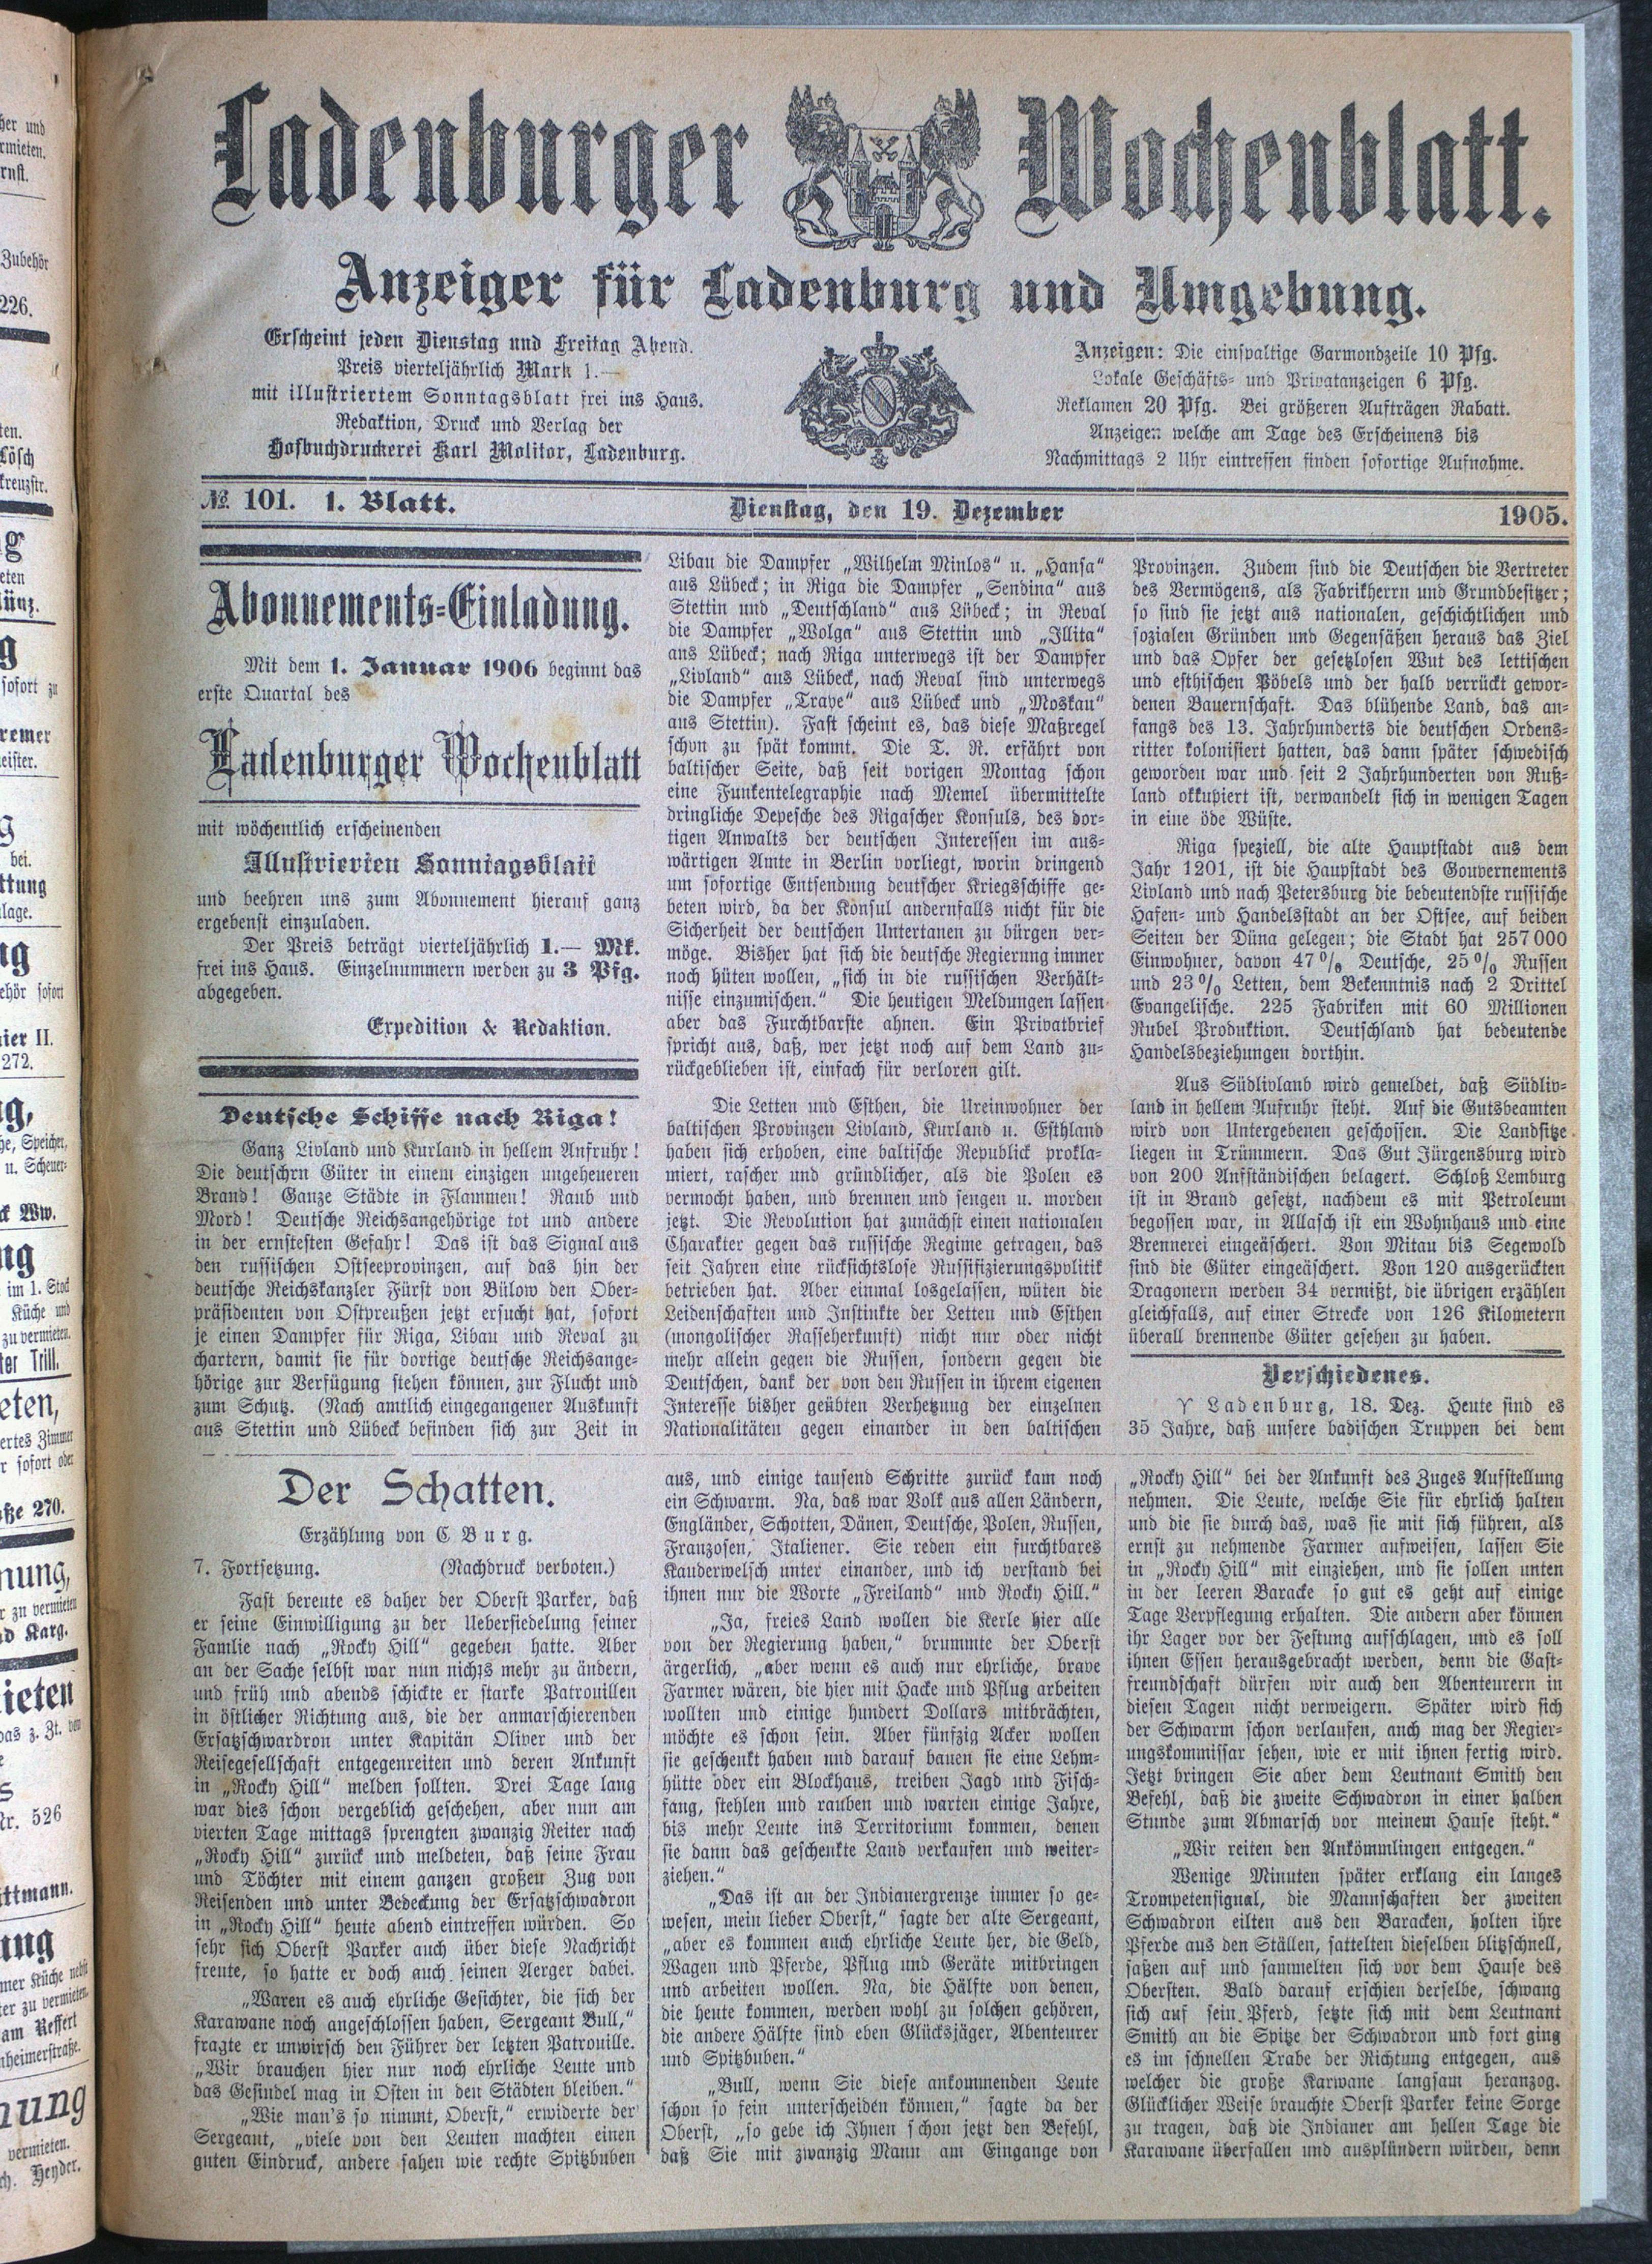 Ladenburger Wochenblatt.
Anzeiger für Ladenburg und Umgebung.
Erscheint jeden Dienstag und Freitag Abend.
Preis vierteljährlich Mark 1.—
mit illustriertem Sonntagsblatt frei ins Haus.
Redaktion, Druck und Verlag der
Hofbuchdruckerei Karl Molitor, Ladenburg.
Anzeigen: Die einspaltige Garmondzeile 10 Pfg.
Lokale Geschäfts- und Privatanzeigen 6 Pfg.
Reklamen 20 Pfg. Bei größeren Aufträgen Rabatt.
Anzeigen welche am Tage des Erscheinens bis
Nachmittags 2 Uhr eintreffen finden sofortige Aufnahme.
№ 101. 1. Blatt. Dienstag, den 19. Dezember 1905.
Abonnements-Einladung.
Mit dem 1. Januar 1906 beginnt das
erste Quartal des
Ladenburger Wochenblatt
mit wöchentlich erscheinenden
Illustrierten Sonntagsblatt
und beehren uns zum Abonnement hierauf ganz
ergebenst einzuladen.
Der Preis beträgt vierteljährlich 1.— Mk.
frei ins Haus. Einzelnummern werden zu 3 Pfg.
abgegeben.
Expedition & Redaktion.
Deutsche Schiffe nach Riga!
Ganz Livland und Kurland in hellem Aufruhr!
Die deutschrn Güter in einem einzigen ungeheueren
Brand! Ganze Städte in Flammen! Raub und
Mord! Deutsche Reichsangehörige tot und andere
in der ernstesten Gefahr! Das ist das Signal aus
den russischen Ostseeprovinzen, auf das hin der
deutsche Reichskanzler Fürst von Bülow den Ober-
präsidenten von Ostpreußen jetzt ersucht hat, sofort
je einen Dampfer für Riga, Libau und Reval zu
chartern, damit sie für dortige deutsche Reichsange-
hörige zur Verfügung stehen können, zur Flucht und
zum Schutz. (Nach amtlich eingegangener Auskunft
aus Stettin und Lübeck befinden sich zur Zeit in
Libau die Dampfer „Wilhelm Minlos“ u. „Hansa“
aus Lübeck; in Riga die Dampfer „Sendina“ aus
Stettin und „Deutschland“ aus Lübeck; in Reval
die Dampfer „Wolga“ aus Stettin und „Illita“
aus Lübeck; nach Riga unterwegs ist der Dampfer
„Livland“ aus Lübeck, nach Reval sind unterwegs
die Dampfer „Trave“ aus Lübeck und „Moskau“
aus Stettin). Fast scheint es, das diese Maßregel
schon zu spät kommt. Die T. R. erfährt von
baltischer Seite, daß seit vorigen Montag schon
eine Funkentelegraphie nach Memel übermittelte
dringliche Depesche des Rigascher Konsuls, des dor-
tigen Anwalts der deutschen Interessen im aus-
wärtigen Amte in Berlin vorliegt, worin dringend
um sofortige Entsendung deutscher Kriegsschiffe ge-
beten wird, da der Konsul andernfalls nicht für die
Sicherheit der deutschen Untertanen zu bürgen ver-
möge. Bisher hat sich die deutsche Regierung immer
noch hüten wollen, „sich in die russischen Verhält-
nisse einzumischen.“ Die heutigen Meldungen lassen
aber das Furchtbarste ahnen. Ein Privatbrief
spricht aus, daß, wer jetzt noch auf dem Land zu-
rückgeblieben ist, einfach für verloren gilt.
Die Letten und Esthen, die Ureinwohner der
baltischen Provinzen Livland, Kurland u. Esthland
haben sich erhoben, eine baltische Republick prokla-
miert, rascher und gründlicher, als die Polen es
vermocht haben, und brennen und sengen u. morden
jetzt. Die Revolution hat zunächst einen nationalen
Charakter gegen das russische Regime getragen, das
seit Jahren eine rücksichtslose Russifizierungspolitik
betrieben hat. Aber einmal losgelassen, wüten die
Leidenschaften und Instinkte der Letten und Esthen
(mongolischer Rasseherkunft) nicht nur oder nicht
mehr allein gegen die Russen, sondern gegen die
Deutschen, dank der von den Russen in ihrem eigenen
Interesse bisher geübten Verhetzung der einzelnen
Nationalitäten gegen einander in den baltischen
Provinzen. Zudem sind die Deutschen die Vertreter
des Vermögens, als Fabrikherrn und Grundbesitzer;
so sind sie jetzt aus nationalen, geschichtlichen und
sozialen Gründen und Gegensäßen heraus das Ziel
und das Opfer der gesetzlosen Wut des lettischen
und esthischen Pöbels und der halb verrückt gewor-
denen Bauernschaft. Das blühende Land, das an-
fangs des 13. Jahrhunderts die deutschen Ordens-
ritter kolonisiert hatten, das dann später schwedisch
geworden war und seit 2 Jahrhunderten von Ruß-
land okkupiert ist, verwandelt sich in wenigen Tagen
in eine öde Wüste.
Riga speziell, die alte Hauptstadt aus dem
Jahr 1201, ist die Haupstadt des Gouvernements
Livland und nach Petersburg die bedeutendste russische
Hafen- und Handelsstadt an der Ostsee, auf beiden
Seiten der Düna gelegen; die Stadt hat 257000
Einwohner, davon 47% Deutsche, 25% Russen
und 23% Letten, dem Bekenntnis nach 2 Drittel
Evangelische. 225 Fabriken mit 60 Millionen
Rubel Produktion. Deutschland hat bedeutende
Handelsbeziehungen dorthin.
Aus Südlivland wird gemeldet, daß Südliv-
land in hellem Aufruhr steht. Auf die Gutsbeamten
wird von Untergebenen geschossen. Die Landsitze
liegen in Trümmern. Das Gut Jürgensburg wird
von 200 Aufständischen belagert. Schloß Lemburg
ist in Brand gesetzt, nachdem es mit Petroleum
begossen war, in Allasch ist ein Wohnhaus und eine
Brennerei eingeäschert. Von Mitau bis Segewold
sind die Güter eingeäschert. Von 120 ausgerückten
Dragonern werden 34 vermißt, die übrigen erzählen
gleichfalls, auf einer Strecke von 126 Kilometern
überall brennende Güter gesehen zu haben.
Verschiedenes.
Ladenburg, 18. Dez. Heute sind es
35 Jahre, daß unsere badischen Truppen bei dem
Der Schatten.
Erzählung von C Burg.
7. Fortsetzung. (Nachdruck verboten.)
Fast bereute es daher der Oberst Parker, daß
er seine Einwilligung zu der Uebersiedelung seiner
Famlie nach „Rocky Hill“ gegeben hatte. Aber
an der Sache selbst war nun nichts mehr zu ändern,
und früh und abends schickte er starke Patrouillen
in östlicher Richtung aus, die der anmarschierenden
Ersatzschwardron unter Kapitän Oliver und der
Reisegesellschaft entgegenreiten und deren Ankunft
in „Rocky Hill“ melden sollten. Drei Tage lang
war dies schon vergeblich geschehen, aber nun am
vierten Tage mittags sprengten zwanzig Reiter nach
„Rocky Hill“ zurück und meldeten, daß seine Frau
und Töchter mit einem ganzen großen Zug von
Reisenden und unter Bedeckung der Ersatzschwadron
in „Rocky Hill“ heute abend eintreffen würden. So
sehr sich Oberst Parker auch über diese Nachricht
freute, so hatte er doch auch seinen Aerger dabei.
„Waren es auch ehrliche Gesichter, die sich der
Karawane noch angeschlossen haben, Sergeant Bull,“
fragte er unwirsch den Führer der letzten Patrouille.
„Wir brauchen hier nur noch ehrliche Leute und
das Gesindel mag in Osten in den Städten bleiben.“
„Wie man's so nimmt, Oberst,“ erwiderte der
Sergeant, „viele von den Leuten machten einen
guten Eindruck, andere sahen wie rechte Spitzbuben
aus, und einige tausend Schritte zurück kam noch
ein Schwarm. Na, das war Volk aus allen Ländern,
Engländer, Schotten, Dänen, Deutsche, Polen, Russen,
Franzosen, Italiener. Sie reden ein furchtbares
Kauderwelsch unter einander, und ich verstand bei
ihnen nur die Worte „Freiland“ und Rocky Hill.“
„Ja, freies Land wollen die Kerle hier alle
von der Regierung haben,“ brummte der Oberst
ärgerlich, „aber wenn es auch nur ehrliche, brave
Farmer wären, die hier mit Hacke und Pflug arbeiten
wollten und einige hundert Dollars mitbrächten,
möchte es schon sein. Aber fünfzig Acker wollen
sie geschenkt haben und darauf bauen sie eine Lehm-
hütte oder ein Blockhaus, treiben Jagd und Fisch-
fang, stehlen und rauben und warten einige Jahre,
bis mehr Leute ins Territorium kommen, denen
sie dann das geschenkte Land verkaufen und weiter-
ziehen.“
„Das ist an der Indianergrenze immer so ge-
wesen, mein lieber Oberst,“ sagte der alte Sergeant,
„aber es kommen auch ehrliche Leute her, die Geld,
Wagen und Pferde, Pflug und Geräte mitbringen
und arbeiten wollen. Na, die Hälfte von denen,
die heute kommen, werden wohl zu solchen gehören,
die andere Hälfte sind eben Glücksjäger, Abenteurer
und Spitzbuben.“
„Bull, wenn Sie diese ankommenden Leute
schon so fein unterscheiden können,“ sagte da der
Oberst, „so gebe ich Ihnen schon jetzt den Befehl,
daß Sie mit zwanzig Mann am Eingange von
„Rocky Hill“ bei der Ankunft des Zuges Aufstellung
nehmen. Die Leute, welche Sie für ehrlich halten
und die sie durch das, was sie mit sich führen, als
ernst zu nehmende Farmer aufweisen, lassen Sie
in „Rocky Hill“ mit einziehen, und sie sollen unten
in der leeren Baracke so gut es geht auf einige
Tage Verpflegung erhalten. Die andern aber können
ihr Lager vor der Festung aufschlagen, und es soll
ihnen Essen herausgebracht werden, denn die Gast-
freundschaft dürfen wir auch den Abenteurern in
diesen Tagen nicht verweigern. Später wird sich
der Schwarm schon verlaufen, auch mag der Regier-
ungskommissar sehen, wie er mit ihnen fertig wird.
Jetzt bringen Sie aber dem Leutnant Smith den
Befehl, daß die zweite Schwadron in einer halben
Stunde zum Abmarsch vor meinem Hause steht.“
„Wir reiten den Ankömmlingen entgegen.“
Wenige Minuten später erklang ein langes
Trompetensignal, die Mannschaften der zweiten
Schwadron eilten aus den Baracken, holten ihre
Pferde aus den Ställen, sattelten dieselben blitzschnell,
saßen auf und sammelten sich vor dem Hause des
Obersten. Bald darauf erschien derselbe, schwang
sich auf sein Pferd, setzte sich mit dem Leutnant
Smith an die Spitze der Schwadron und fort ging
es im schnellen Trabe der Richtung entgegen, aus
welcher die große Karwane langsam heranzog.
Glücklicher Weise brauchte Oberst Parker keine Sorge
zu tragen, daß die Indianer am hellen Tage die
Karawane überfallen und ausplündern würden, denn